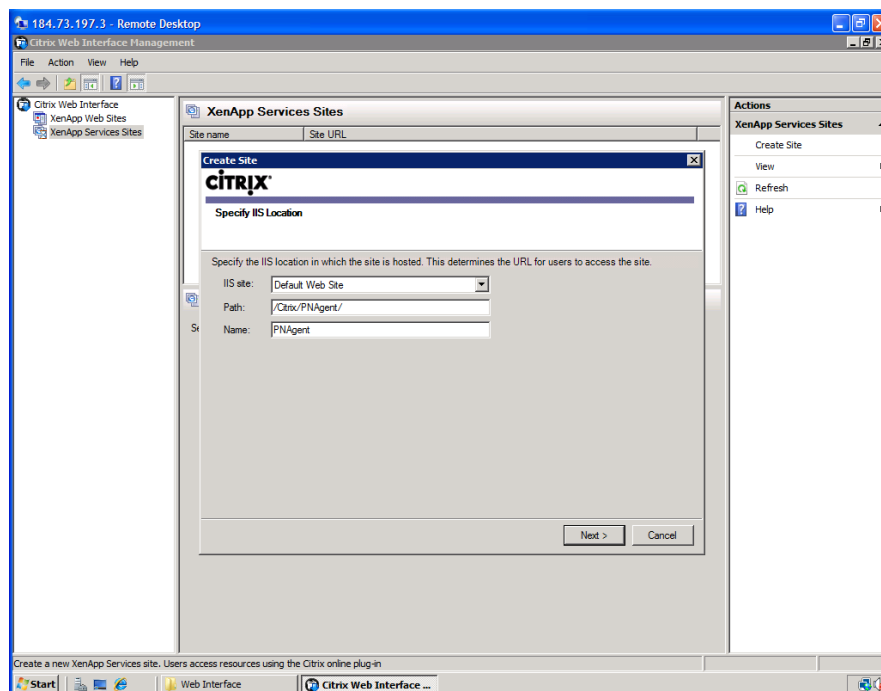 184.73.197.3 - Remote Desktop
Citrix Web Interface Management
File Action View Help
Citrix Web Interface
XenApp Web Sites
XenApp Services Sites
XenApp Services Sites
Site name Site URL
Create Site
CITRIX
Specify IIS Location
Specify the IIS location in which the site is hosted. This determines the URL for users to access the site.
IIS site: Default Web Site
Path: /Citrix/PNAgent/
Name: PNAgent
Se
Next > Cancel
Actions
XenApp Services Sites
Create Site
View
Refresh
Help
Create a new XenApp Services site. Users access resources using the Citrix online plug-in
Start Web Interface Citrix Web Interface ...